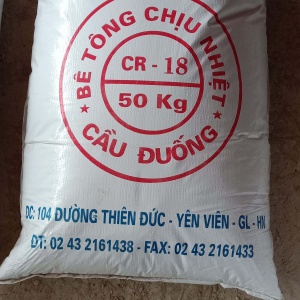 BÊ TÔNG CHỊU NHIỆT
CR - 18
50 Kg
CẦU ĐUỐNG
ĐC: 104 ĐƯỜNG THIÊN ĐỨC - YÊN VIÊN - GL - HN
ĐT: 02 43 2161438 - FAX: 02 43 2161433